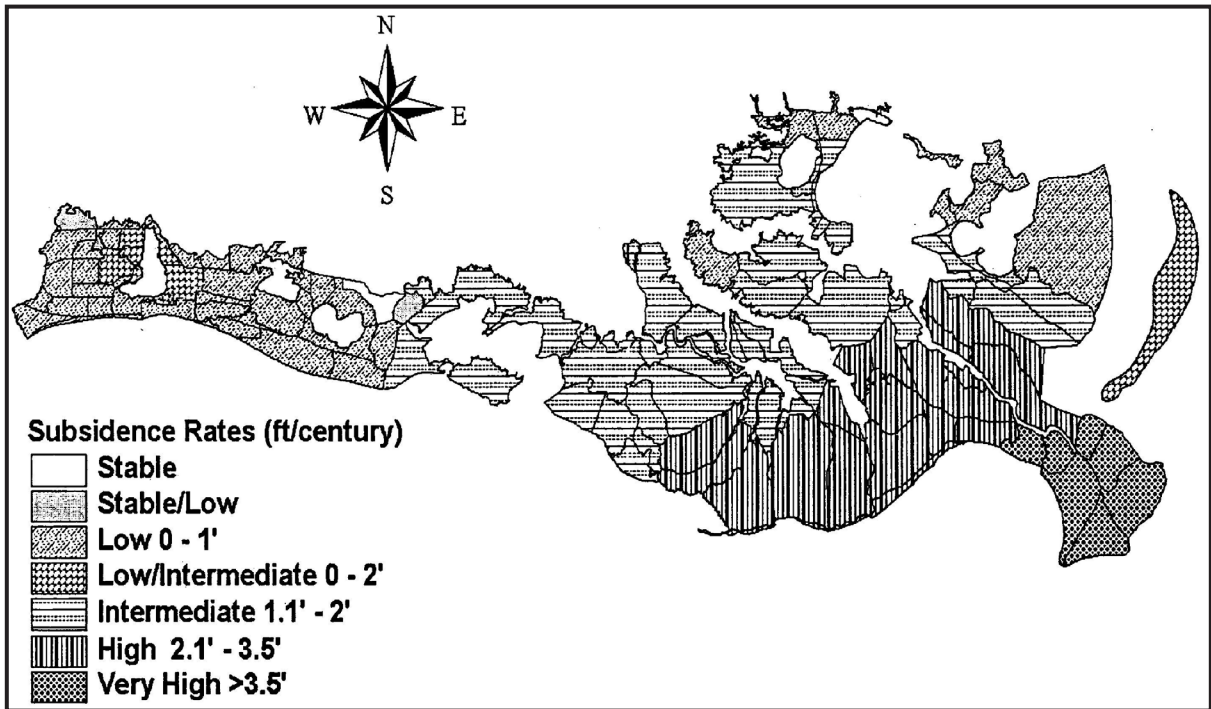 N
W E
S
Subsidence Rates (ft/century)
Stable
Stable/Low
Low 0 - 1'
Low/Intermediate 0 - 2'
Intermediate 1.1' - 2'
High 2.1' - 3.5'
Very High >3.5'